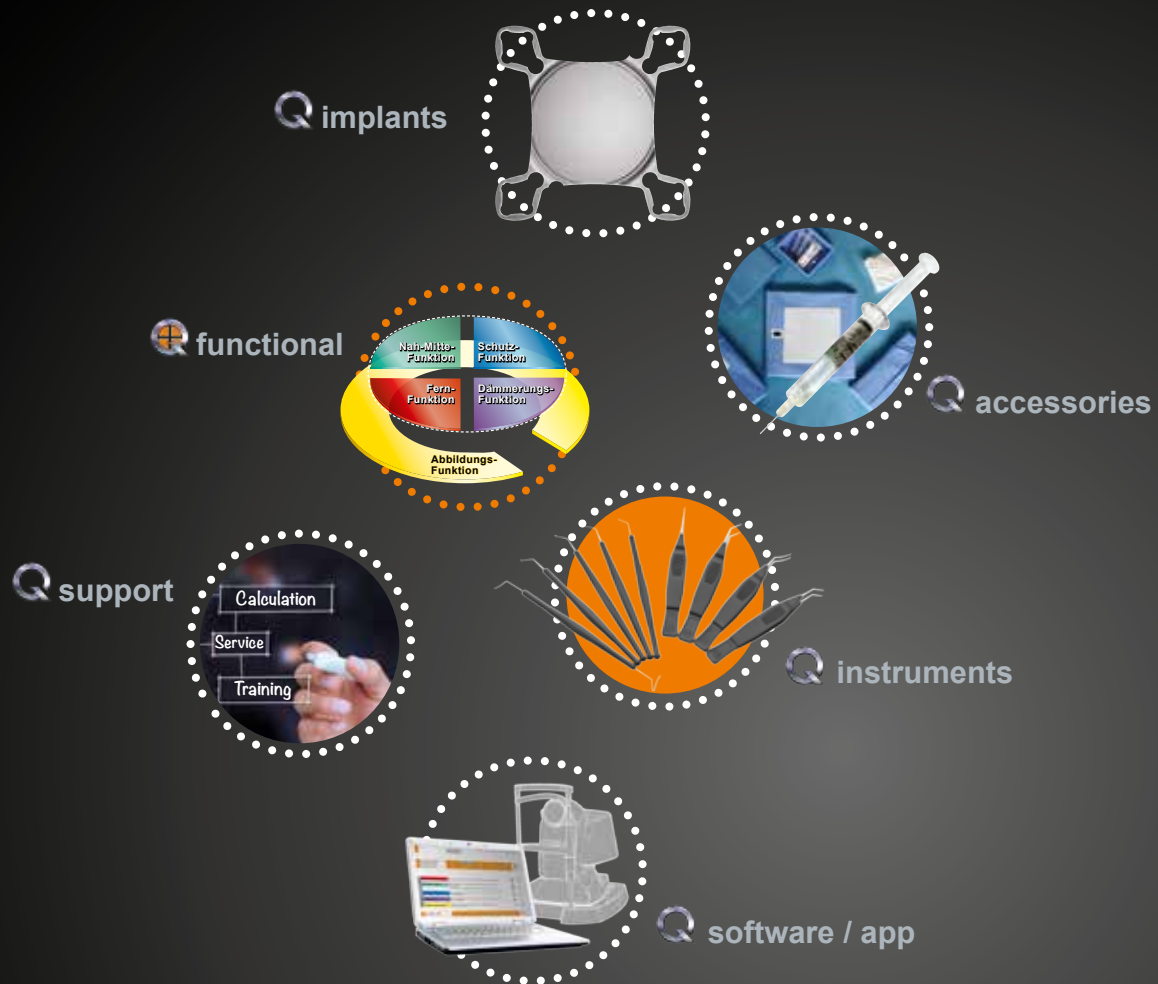 Q implants
Q functional
Nah-Mitte-
Funktion
Schutz-
Funktion
Fern-
Funktion
Dämmerungs-
Funktion
Abbildungs-
Funktion
Q accessories
Q support
Calculation
Service
Training
Q instruments
Q software / app